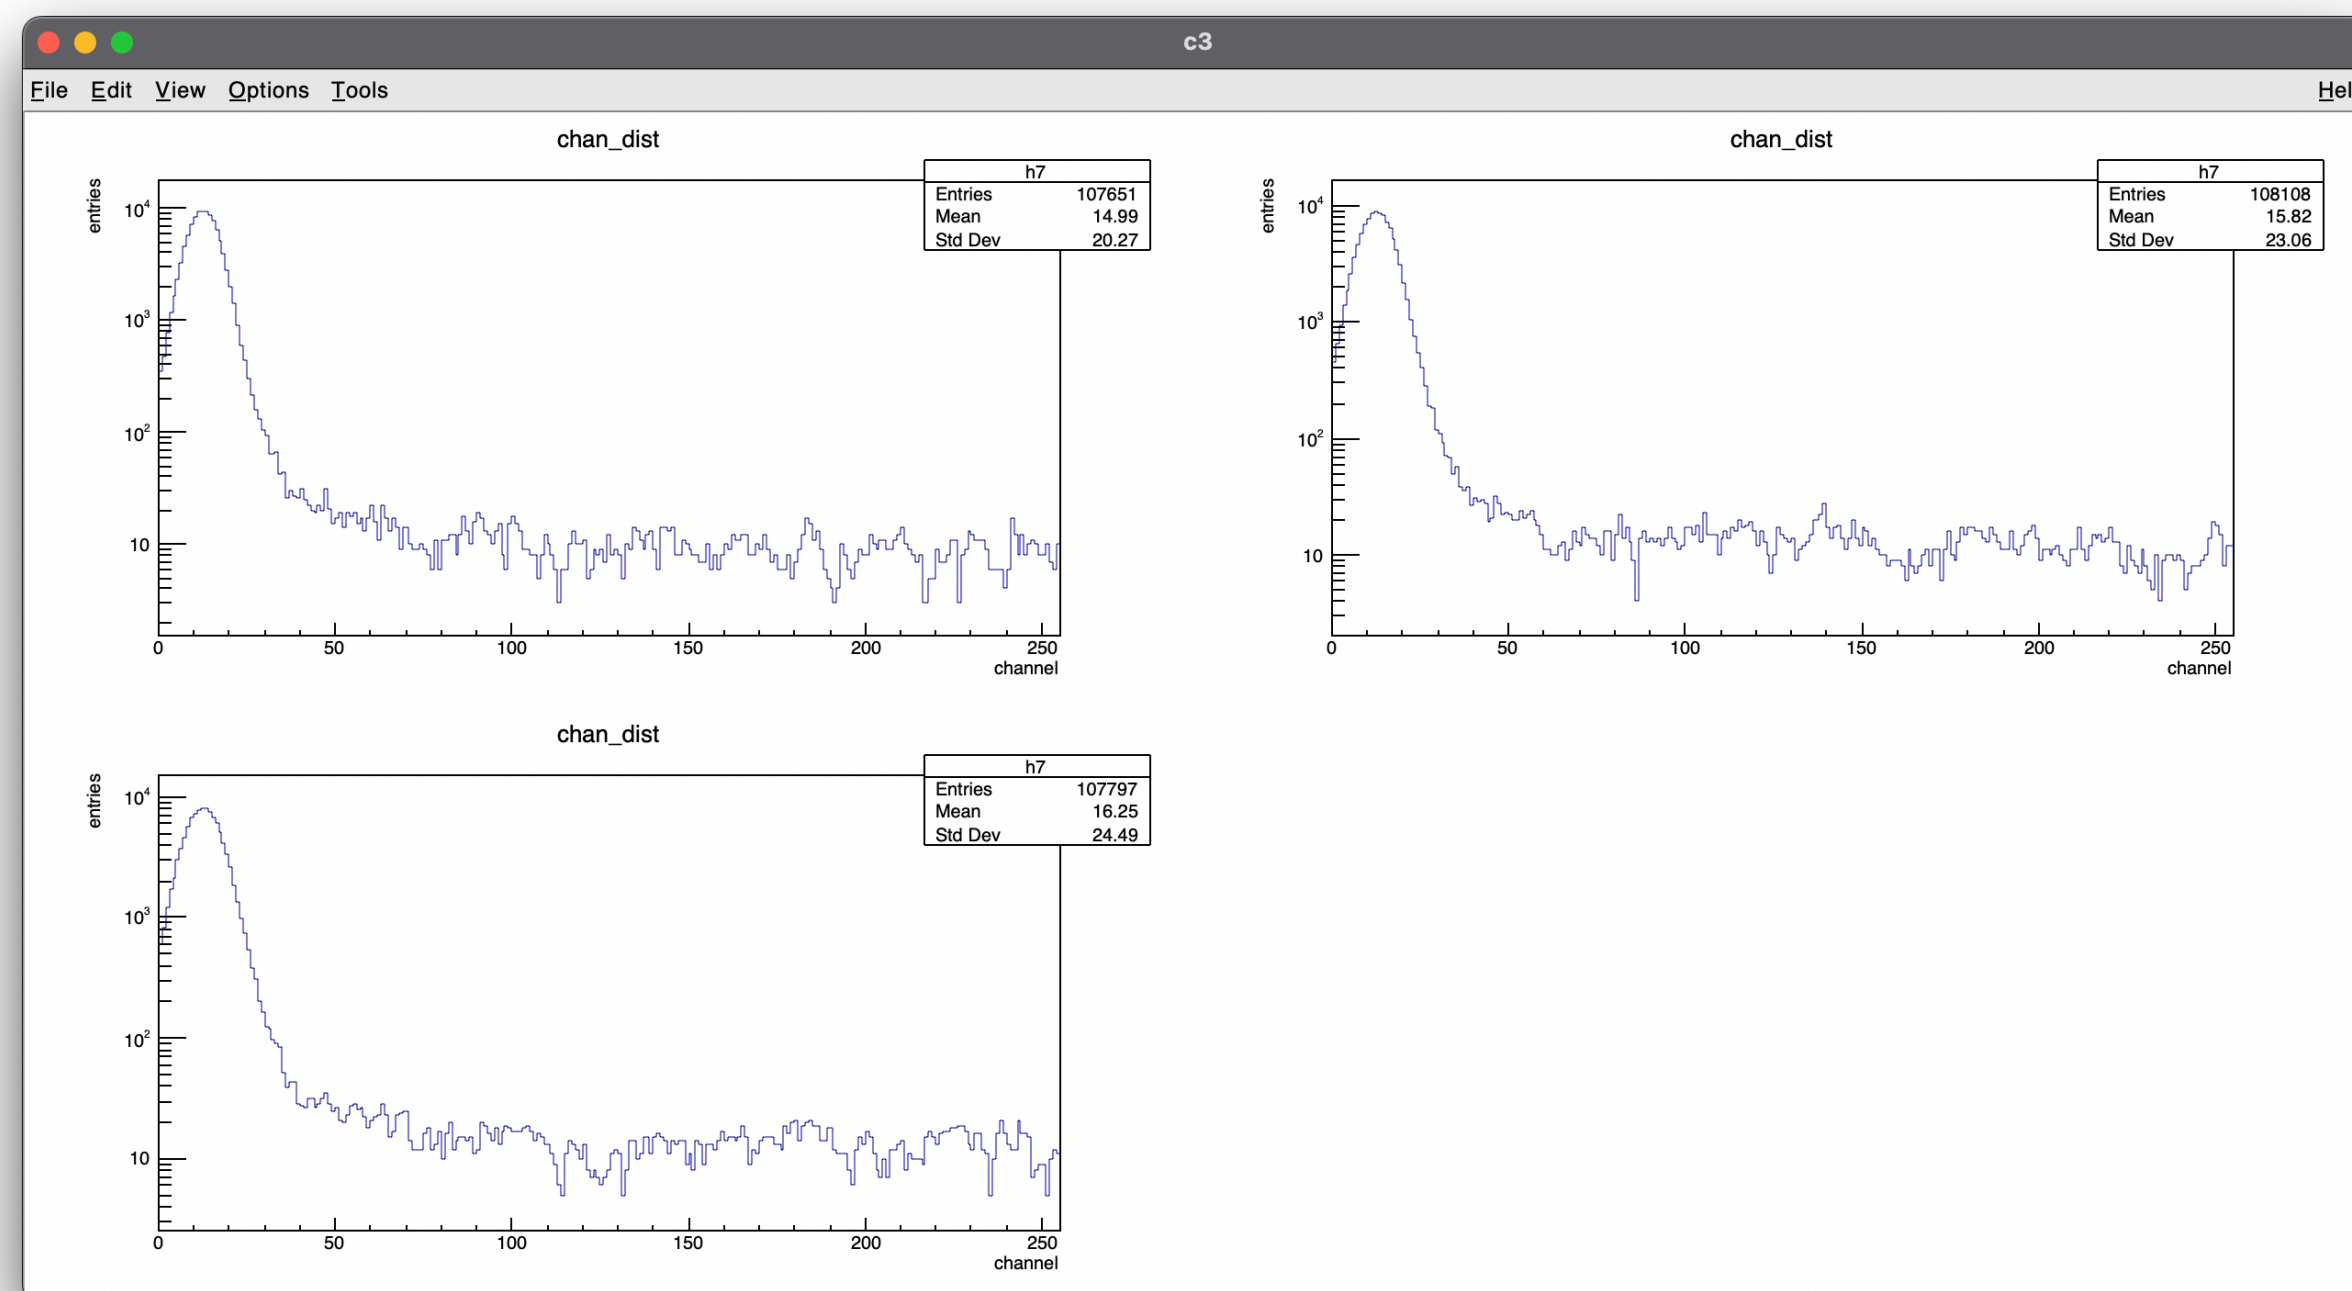 c3
File Edit View Options Tools Hel
chan_dist
entries
h7
Entries 107651
Mean 14.99
Std Dev 20.27
10⁴
10³
10²
10
0 50 100 150 200 250
channel
chan_dist
entries
h7
Entries 108108
Mean 15.82
Std Dev 23.06
10⁴
10³
10²
10
0 50 100 150 200 250
channel
chan_dist
entries
h7
Entries 107797
Mean 16.25
Std Dev 24.49
10⁴
10³
10²
10
0 50 100 150 200 250
channel